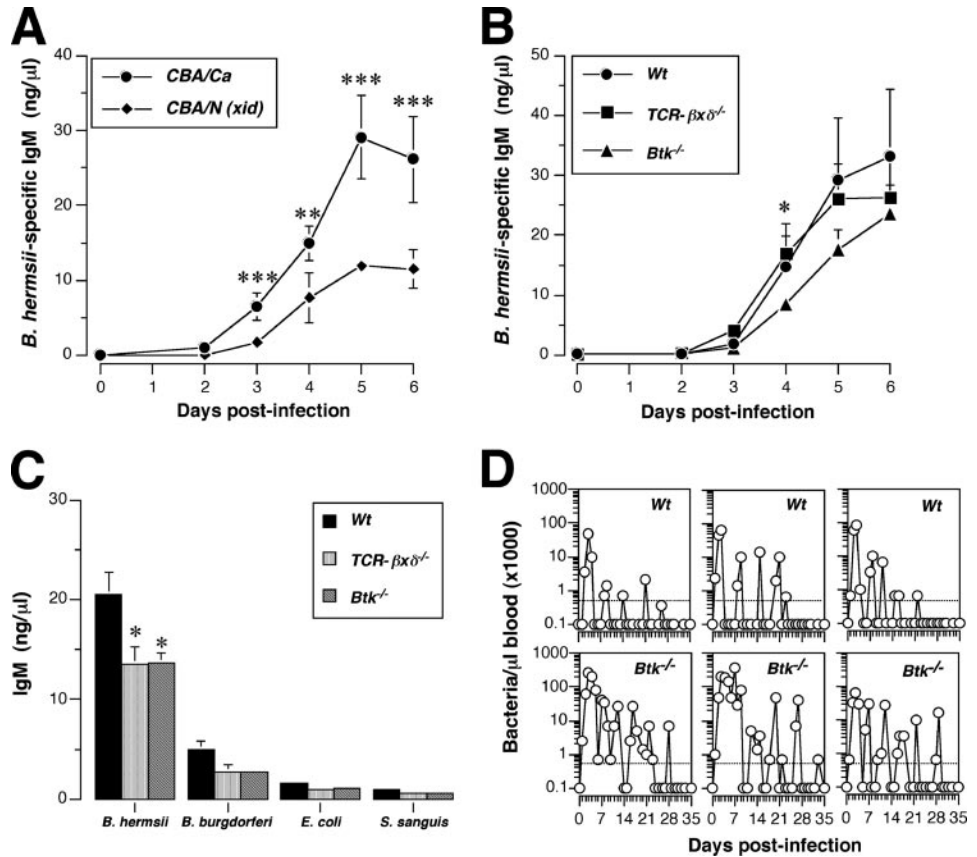 A
B. hermsii-specific IgM (ng/μl)
40
30
20
10
0
CBA/Ca
CBA/N (xid)
***
**
***
***
0 1 2 3 4 5 6
Days post-infection
B
B. hermsii-specific IgM (ng/μl)
50
40
30
20
10
0
Wt
TCR-βxδ-/-
Btk-/-
*
0 1 2 3 4 5 6
Days post-infection
C
IgM (ng/μl)
30
20
10
0
Wt
TCR-βxδ-/-
Btk-/-
* *
B. hermsii B. burgdorferi E. coli S. sanguis
D
Bacteria/μl blood (x1000)
1000
100
10
1
0.1
Wt
Wt
Wt
1000
100
10
1
0.1
Btk-/-
Btk-/-
Btk-/-
0 7 14 21 28 35
0 7 14 21 28 35
0 7 14 21 28 35
Days post-infection